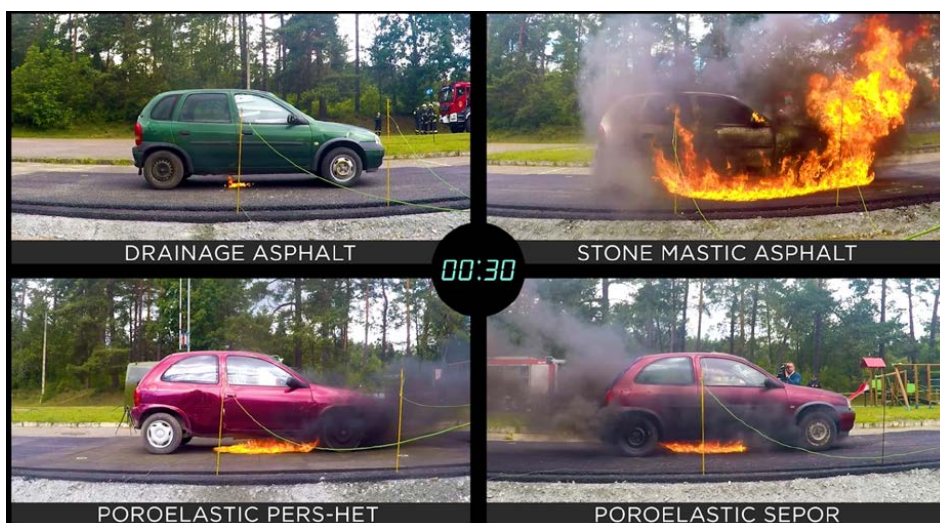 DRAINAGE ASPHALT
STONE MASTIC ASPHALT
00:30
POROELASTIC PERS-HET
POROELASTIC SEPOR